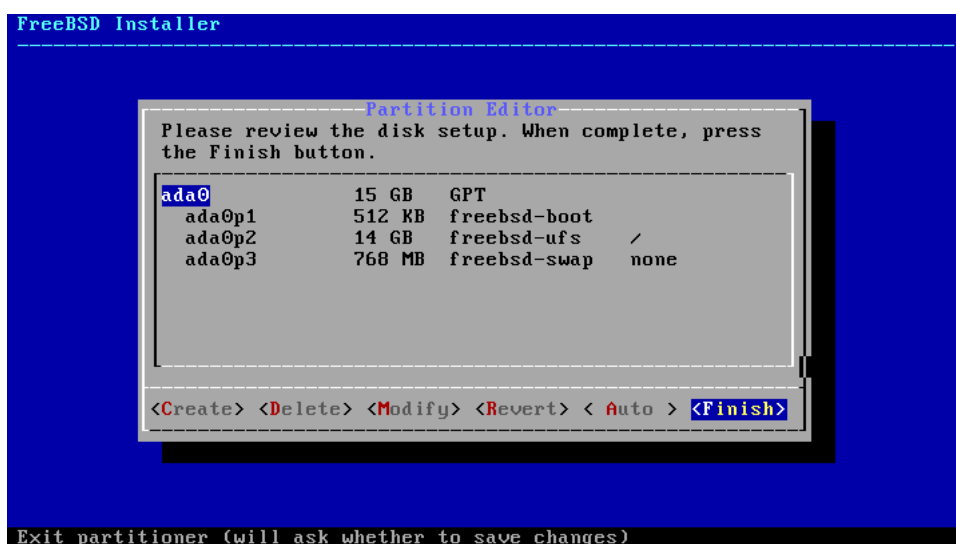 FreeBSD Installer
Partition Editor
Please review the disk setup. When complete, press
the Finish button.
ada0 15 GB GPT
ada0p1 512 KB freebsd-boot
ada0p2 14 GB freebsd-ufs /
ada0p3 768 MB freebsd-swap none
<Create> <Delete> <Modify> <Revert> < Auto > <Finish>
Exit partitioner (will ask whether to save changes)